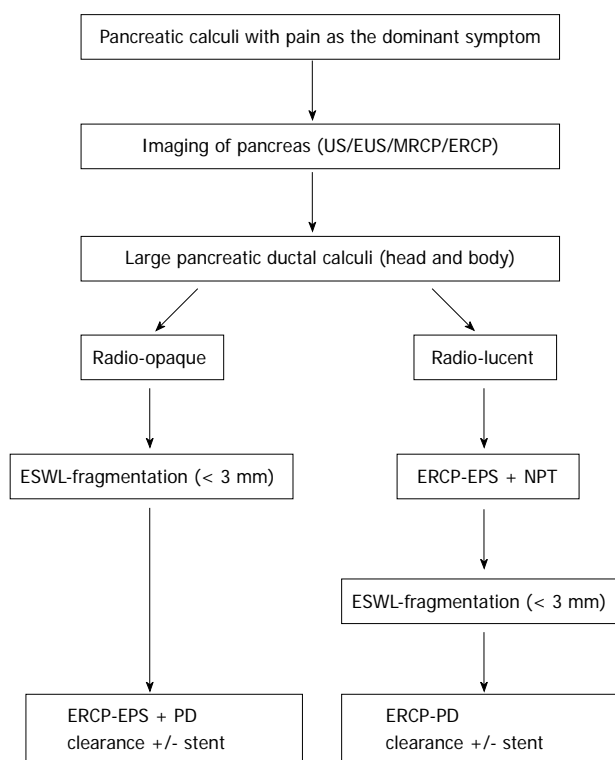 Pancreatic calculi with pain as the dominant symptom
Imaging of pancreas (US/EUS/MRCP/ERCP)
Large pancreatic ductal calculi (head and body)
Radio-opaque
Radio-lucent
ESWL-fragmentation (< 3 mm)
ERCP-EPS + NPT
ESWL-fragmentation (< 3 mm)
ERCP-EPS + PD
clearance +/- stent
ERCP-PD
clearance +/- stent